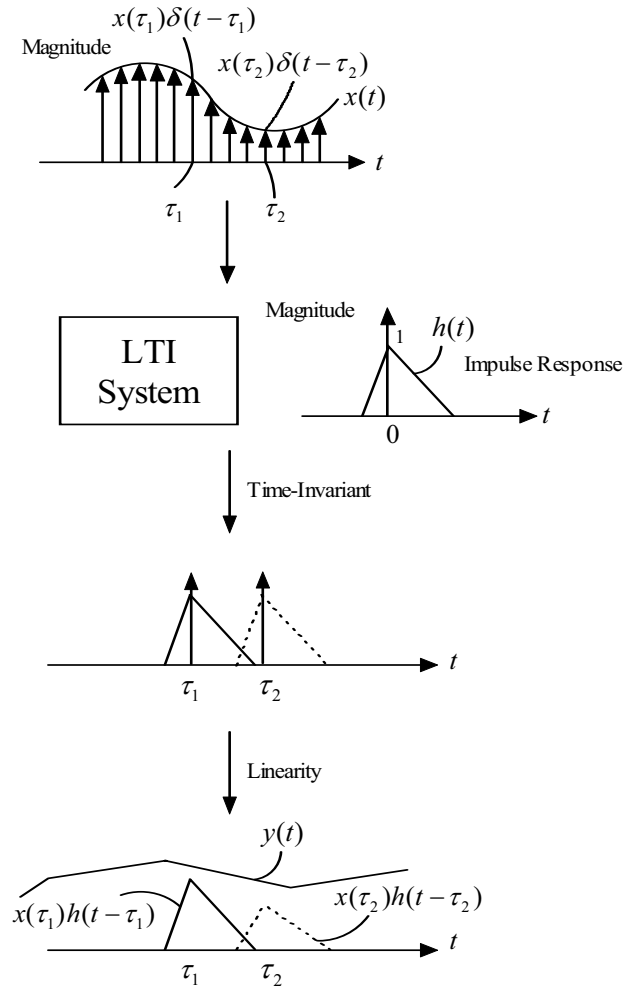 x(τ₁)δ(t−τ₁)
Magnitude
x(τ₂)δ(t−τ₂)
x(t)
t
τ₁
τ₂
Magnitude
LTI
System
1
h(t)
Impulse Response
t
0
Time-Invariant
t
τ₁
τ₂
Linearity
y(t)
x(τ₁)h(t−τ₁)
x(τ₂)h(t−τ₂)
t
τ₁
τ₂